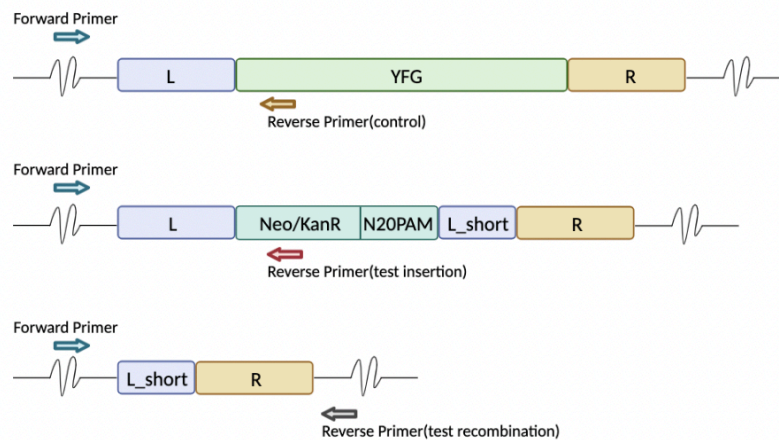 Forward Primer
L YFG R
Reverse Primer(control)
Forward Primer
L Neo/KanR N20PAM L_short R
Reverse Primer(test insertion)
Forward Primer
L_short R
Reverse Primer(test recombination)